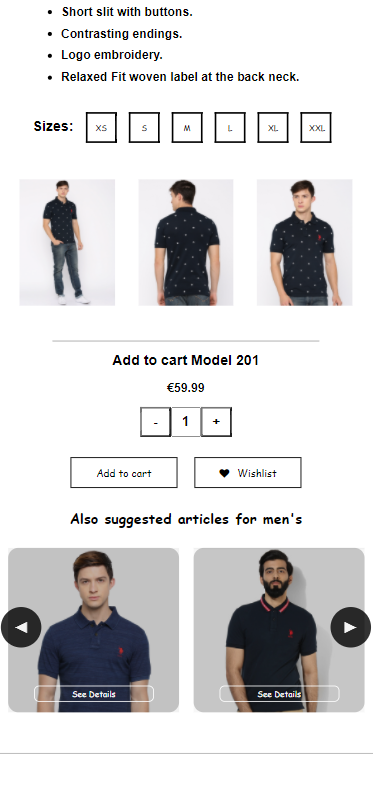 Short slit with buttons.
Contrasting endings.
Logo embroidery.
Relaxed Fit woven label at the back neck.
Sizes: XS S M L XL XXL
Add to cart Model 201
€59.99
- 1 +
Add to cart Wishlist
Also suggested articles for men's
See Details See Details